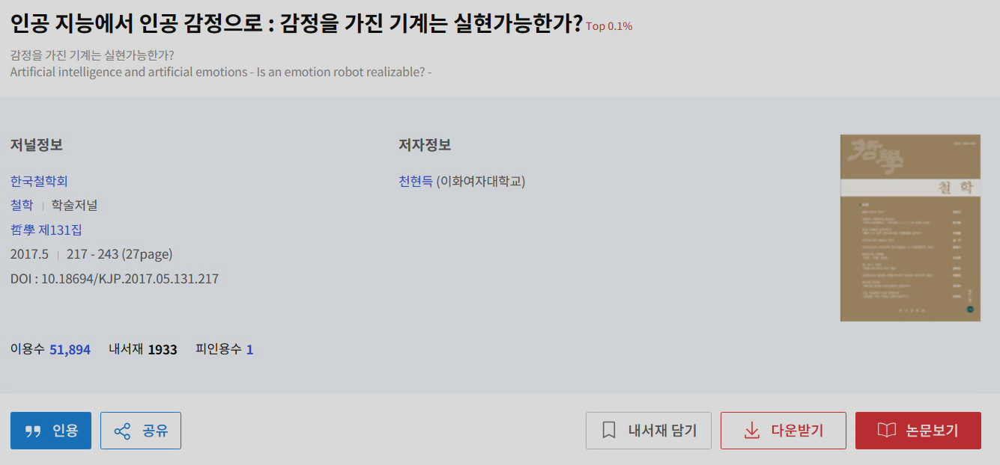 인공 지능에서 인공 감정으로 : 감정을 가진 기계는 실현가능한가? Top 0.1%
감정을 가진 기계는 실현가능한가?
Artificial intelligence and artificial emotions - Is an emotion robot realizable? -
저널정보
한국철학회
철학 | 학술저널
哲學 제131집
2017.5 | 217 - 243 (27page)
DOI : 10.18694/KJP.2017.05.131.217
저자정보
천현득 (이화여자대학교)
哲學
철 학
이용수 51,894 내서재 1933 피인용수 1
인용 공유 내서재 담기 다운받기 논문보기